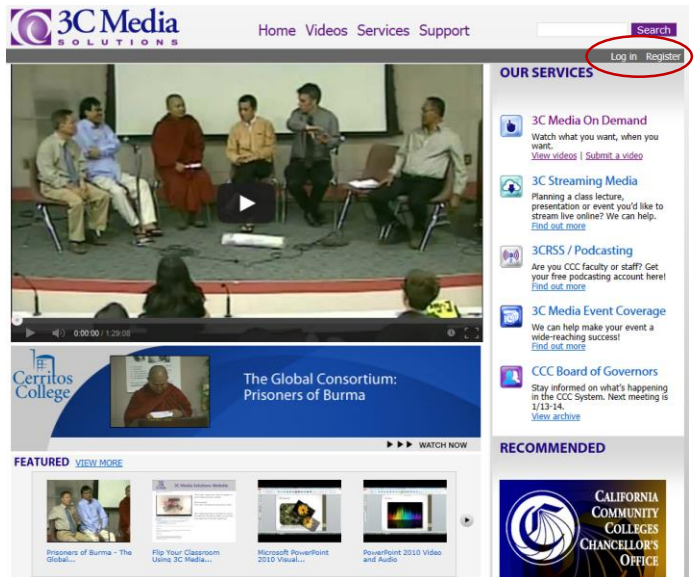 3C Media
SOLUTIONS
Home Videos Services Support
Search
Log in Register
0:00:00 / 1:29:08
Cerritos
College
The Global Consortium:
Prisoners of Burma
WATCH NOW
FEATURED VIEW MORE
Prisoners of Burma - The
Global...
3C Media Solutions Website
Flip Your Classroom
Using 3C Media...
Microsoft PowerPoint
2010 Visual...
PowerPoint 2010 Video
and Audio
OUR SERVICES
3C Media On Demand
Watch what you want, when you
want.
View videos | Submit a video
3C Streaming Media
Planning a class lecture,
presentation or event you'd like to
stream live online? We can help.
Find out more
3CRSS / Podcasting
Are you CCC faculty or staff? Get
your free podcasting account here!
Find out more
3C Media Event Coverage
We can help make your event a
wide-reaching success!
Find out more
CCC Board of Governors
Stay informed on what's happening
in the CCC System. Next meeting is
1/13-14.
View archive
RECOMMENDED
CALIFORNIA
COMMUNITY
COLLEGES
CHANCELLOR'S
OFFICE